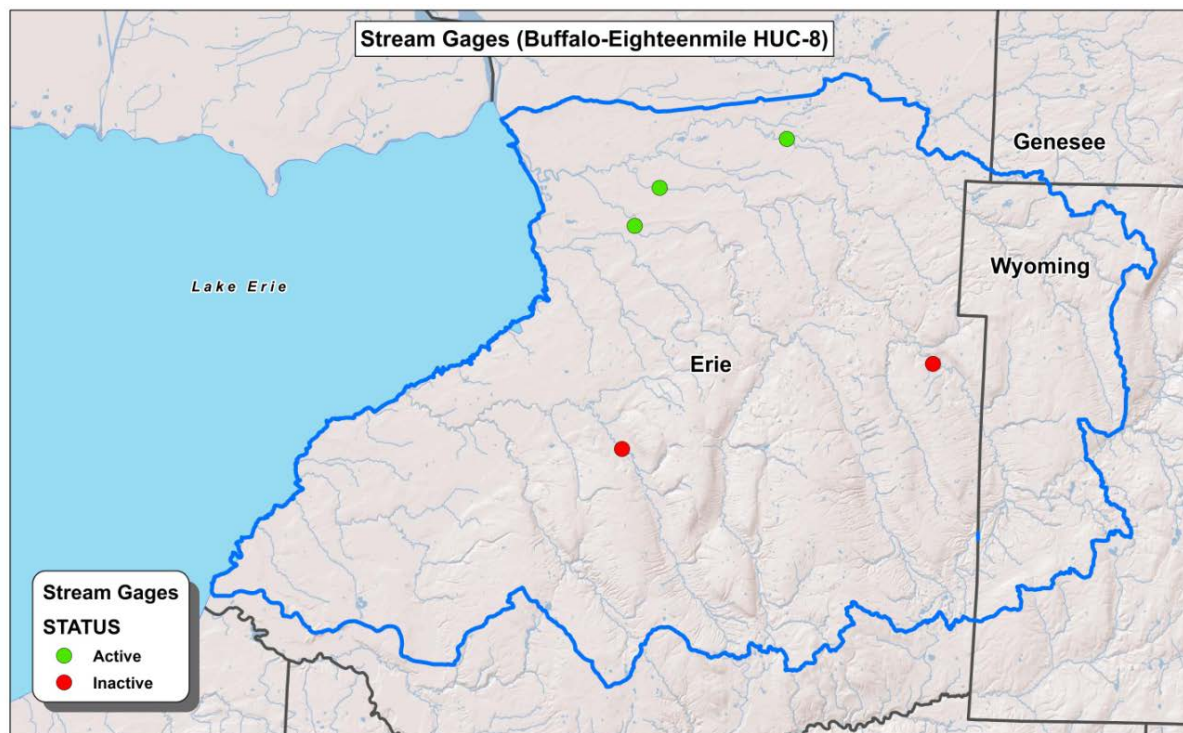 Stream Gages (Buffalo-Eighteenmile HUC-8)
Genesee
Wyoming
Lake Erie
Erie
Stream Gages
STATUS
Active
Inactive